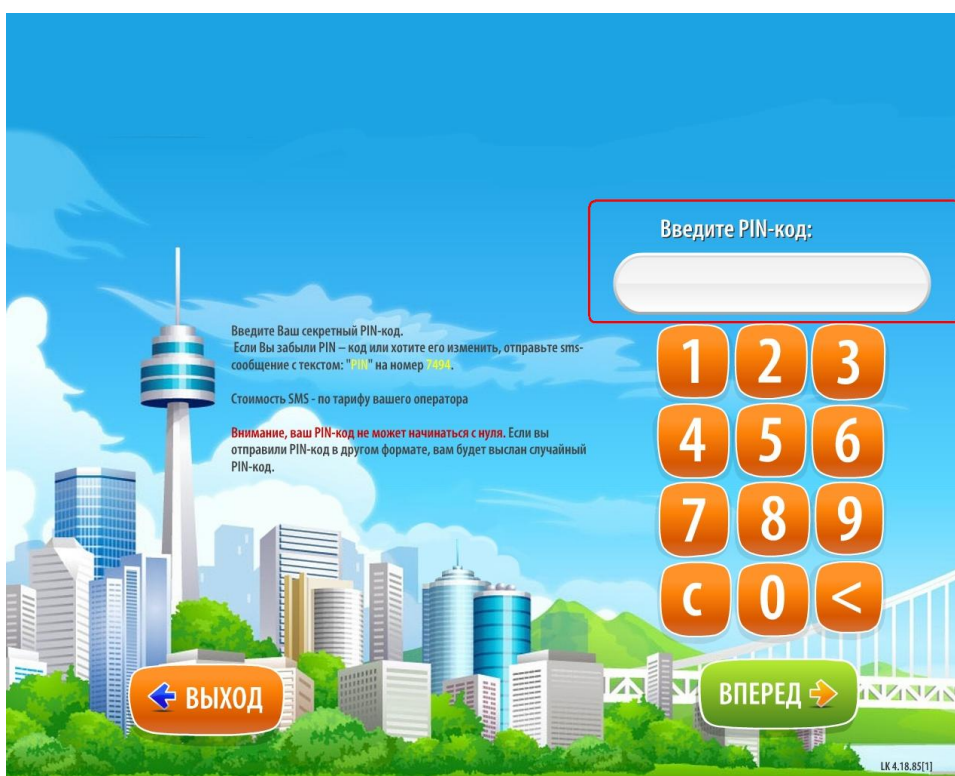 Введите PIN-код:
Введите Ваш секретный PIN-код.
Если Вы забыли PIN – код или хотите его изменить, отправьте sms-
сообщение с текстом: "PIN" на номер 7494.
Стоимость SMS - по тарифу вашего оператора
Внимание, ваш PIN-код не может начинаться с нуля. Если вы
отправили PIN-код в другом формате, вам будет выслан случайный
PIN-код.
1 2 3
4 5 6
7 8 9
C 0 <
ВЫХОД
ВПЕРЕД
LK 4.18.85[1]